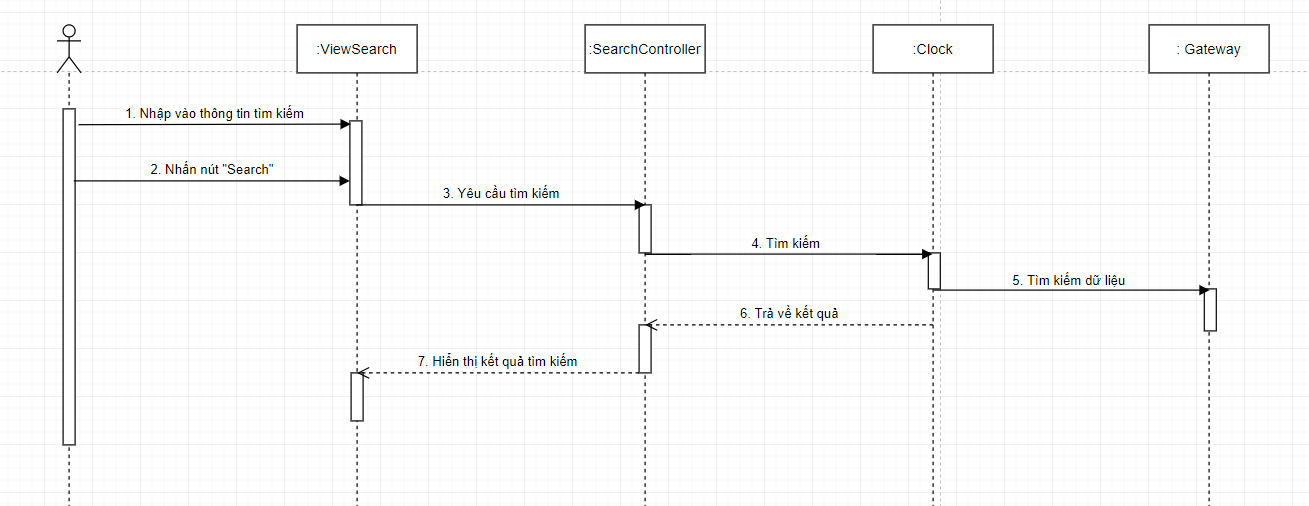 :ViewSearch
:SearchController
:Clock
: Gateway
1. Nhập vào thông tin tìm kiếm
2. Nhấn nút "Search"
3. Yêu cầu tìm kiếm
4. Tìm kiếm
5. Tìm kiếm dữ liệu
6. Trả về kết quả
7. Hiển thị kết quả tìm kiếm